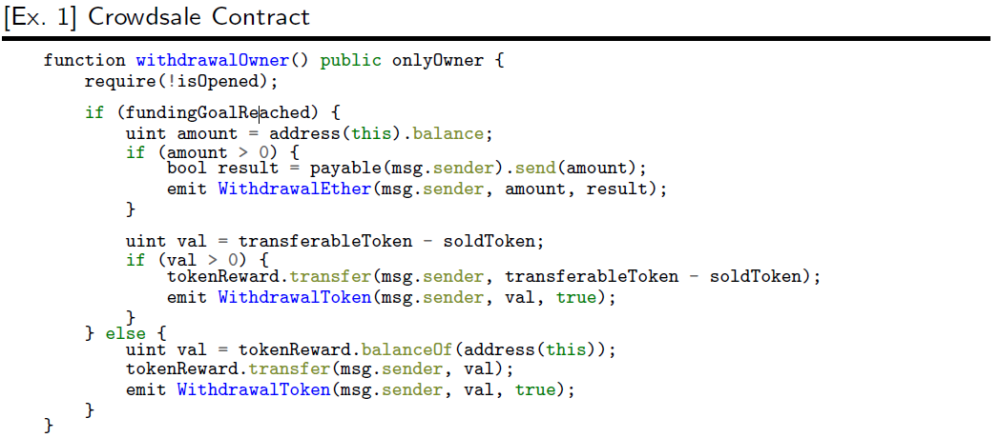 [Ex. 1] Crowdsale Contract
function withdrawalOwner() public onlyOwner {
require(!isOpened);
if (fundingGoalReached) {
uint amount = address(this).balance;
if (amount > 0) {
bool result = payable(msg.sender).send(amount);
emit WithdrawalEther(msg.sender, amount, result);
}
uint val = transferableToken - soldToken;
if (val > 0) {
tokenReward.transfer(msg.sender, transferableToken - soldToken);
emit WithdrawalToken(msg.sender, val, true);
}
} else {
uint val = tokenReward.balanceOf(address(this));
tokenReward.transfer(msg.sender, val);
emit WithdrawalToken(msg.sender, val, true);
}
}